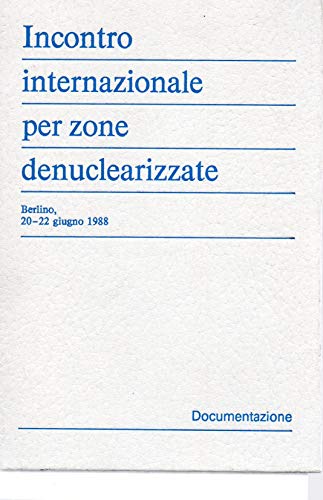 Incontro
internazionale
per zone
denuclearizzate
Berlino,
20–22 giugno 1988
Documentazione